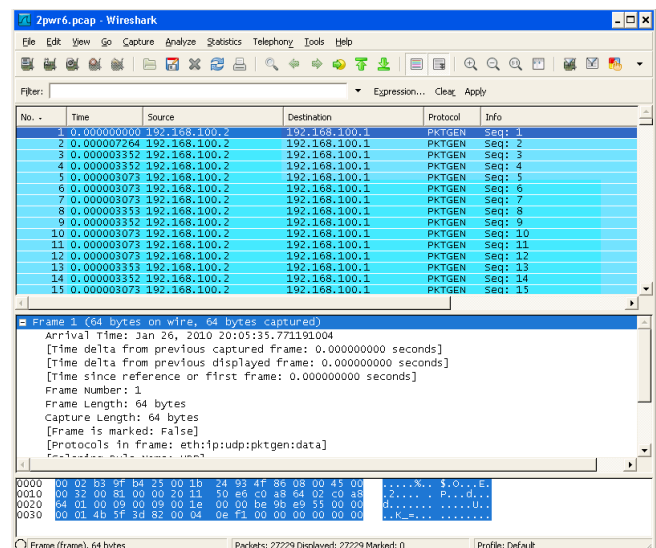 2pwr6.pcap - Wireshark
File Edit View Go Capture Analyze Statistics Telephony Tools Help
Filter: Expression... Clear Apply
No. - Time Source Destination Protocol Info
1 0.000000000 192.168.100.2 192.168.100.1 PKTGEN Seq: 1
2 0.000007264 192.168.100.2 192.168.100.1 PKTGEN Seq: 2
3 0.000003352 192.168.100.2 192.168.100.1 PKTGEN Seq: 3
4 0.000003352 192.168.100.2 192.168.100.1 PKTGEN Seq: 4
5 0.000003073 192.168.100.2 192.168.100.1 PKTGEN Seq: 5
6 0.000003073 192.168.100.2 192.168.100.1 PKTGEN Seq: 6
7 0.000003073 192.168.100.2 192.168.100.1 PKTGEN Seq: 7
8 0.000003353 192.168.100.2 192.168.100.1 PKTGEN Seq: 8
9 0.000003352 192.168.100.2 192.168.100.1 PKTGEN Seq: 9
10 0.000003073 192.168.100.2 192.168.100.1 PKTGEN Seq: 10
11 0.000003073 192.168.100.2 192.168.100.1 PKTGEN Seq: 11
12 0.000003073 192.168.100.2 192.168.100.1 PKTGEN Seq: 12
13 0.000003353 192.168.100.2 192.168.100.1 PKTGEN Seq: 13
14 0.000003352 192.168.100.2 192.168.100.1 PKTGEN Seq: 14
15 0.000003073 192.168.100.2 192.168.100.1 PKTGEN Seq: 15
Frame 1 (64 bytes on wire, 64 bytes captured)
Arrival Time: Jan 26, 2010 20:05:35.771191004
[Time delta from previous captured frame: 0.000000000 seconds]
[Time delta from previous displayed frame: 0.000000000 seconds]
[Time since reference or first frame: 0.000000000 seconds]
Frame Number: 1
Frame Length: 64 bytes
Capture Length: 64 bytes
[Frame is marked: False]
[Protocols in frame: eth:ip:udp:pktgen:data]
[Coloring Rule Name: UDP]
0000 00 02 b3 9f b4 25 00 1b 24 93 4f 86 08 00 45 00 .....%.. $.O...E.
0010 00 32 00 81 00 00 20 11 50 e6 c0 a8 64 02 c0 a8 .2.... . P...d...
0020 64 01 00 09 00 09 00 1e 00 00 be 9b e9 55 00 00 d....... .....U..
0030 00 01 4b 5f 3d 82 00 04 0e f1 00 00 00 00 00 00 ..K_=... ........
Frame (frame), 64 bytes Packets: 27229 Displayed: 27229 Marked: 0 Profile: Default